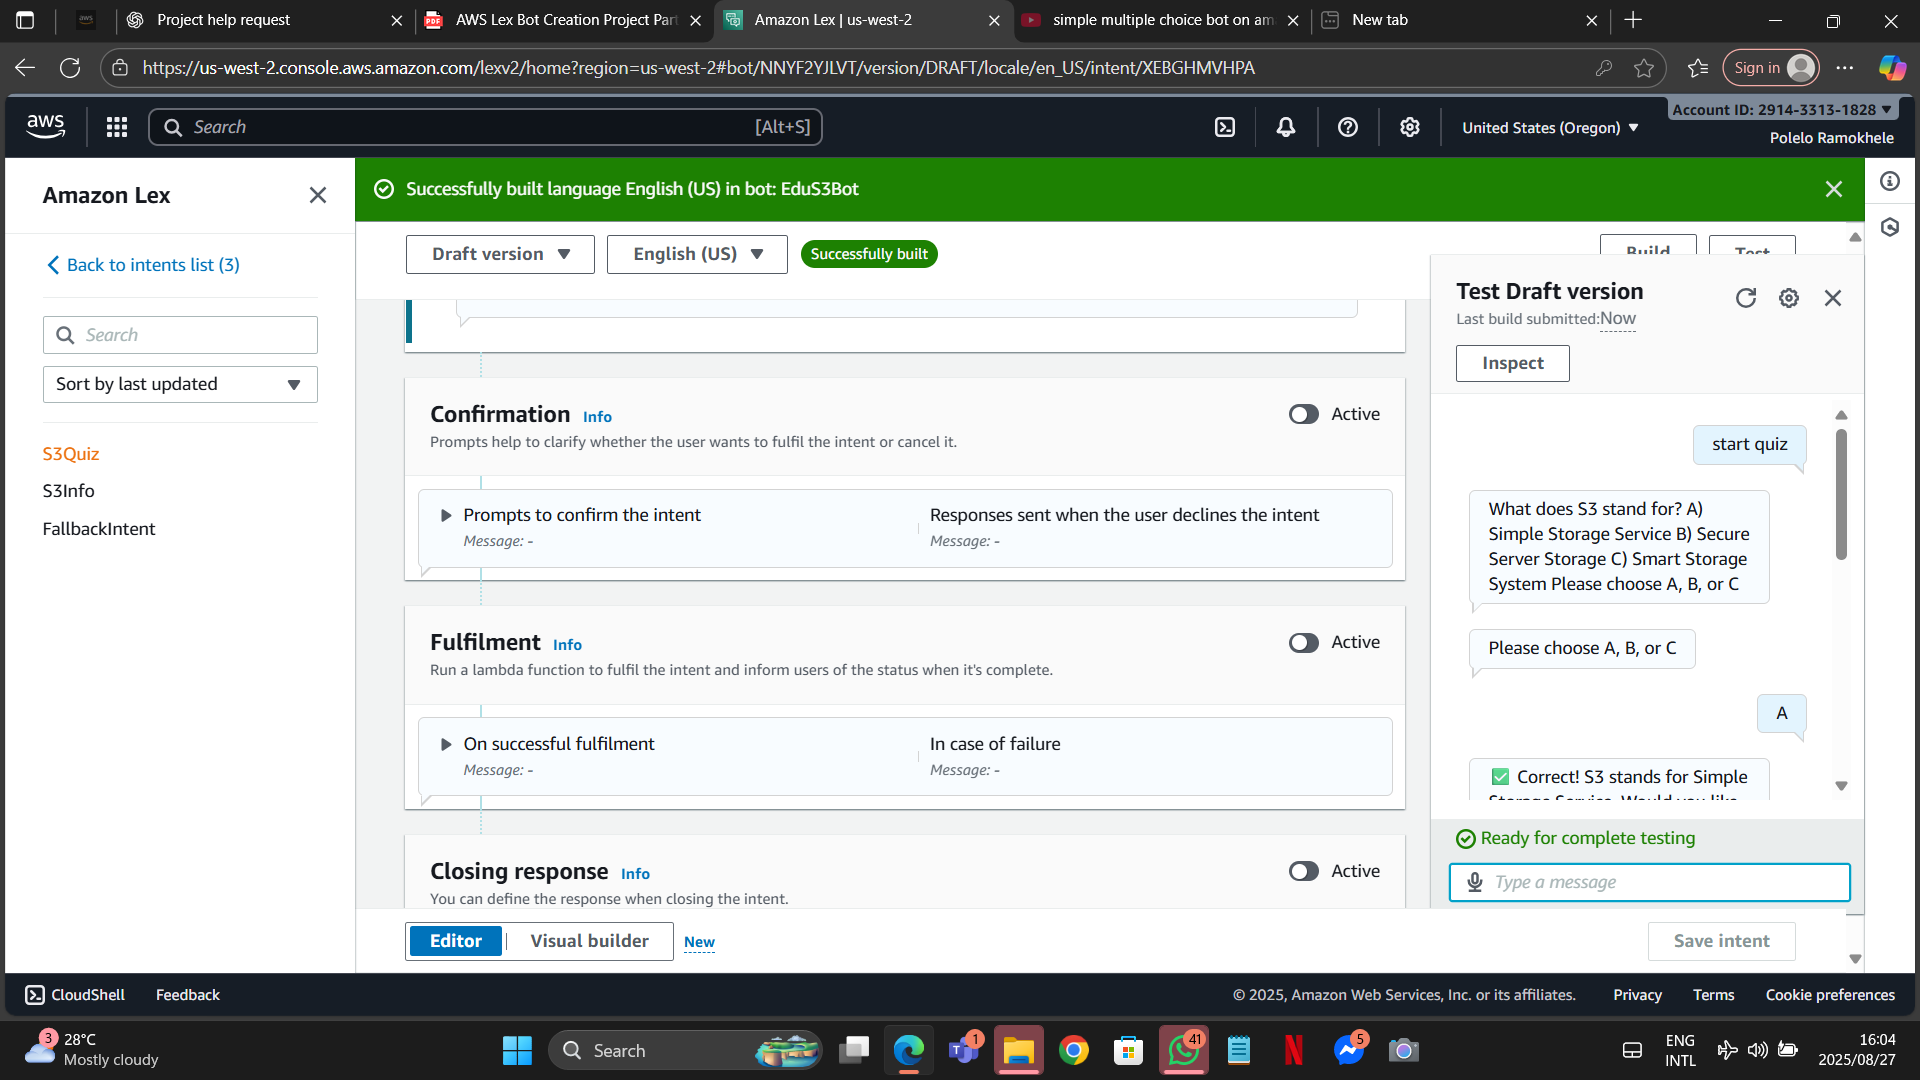 Project help request
AWS Lex Bot Creation Project Part
Amazon Lex | us-west-2
simple multiple choice bot on am
New tab
https://us-west-2.console.aws.amazon.com/lexv2/home?region=us-west-2#bot/NNYF2YJLVT/version/DRAFT/locale/en_US/intent/XEBGHMVHPA
Sign in
aws
Search
[Alt+S]
United States (Oregon)
Account ID: 2914-3313-1828
Polelo Ramokhele
Amazon Lex
Back to intents list (3)
Search
Sort by last updated
S3Quiz
S3Info
FallbackIntent
Successfully built language English (US) in bot: EduS3Bot
Draft version
English (US)
Successfully built
Build
Test
Confirmation Info
Active
Prompts help to clarify whether the user wants to fulfil the intent or cancel it.
Prompts to confirm the intent
Message: -
Responses sent when the user declines the intent
Message: -
Fulfilment Info
Active
Run a lambda function to fulfil the intent and inform users of the status when it's complete.
On successful fulfilment
Message: -
In case of failure
Message: -
Closing response Info
Active
You can define the response when closing the intent.
Editor
Visual builder
New
Save intent
Test Draft version
Last build submitted: Now
Inspect
start quiz
What does S3 stand for? A)
Simple Storage Service B) Secure
Server Storage C) Smart Storage
System Please choose A, B, or C
Please choose A, B, or C
A
✅ Correct! S3 stands for Simple
Storage Service. Would you like
Ready for complete testing
Type a message
CloudShell
Feedback
© 2025, Amazon Web Services, Inc. or its affiliates.
Privacy
Terms
Cookie preferences
3
28°C
Mostly cloudy
Search
1
41
5
ENG
INTL
16:04
2025/08/27